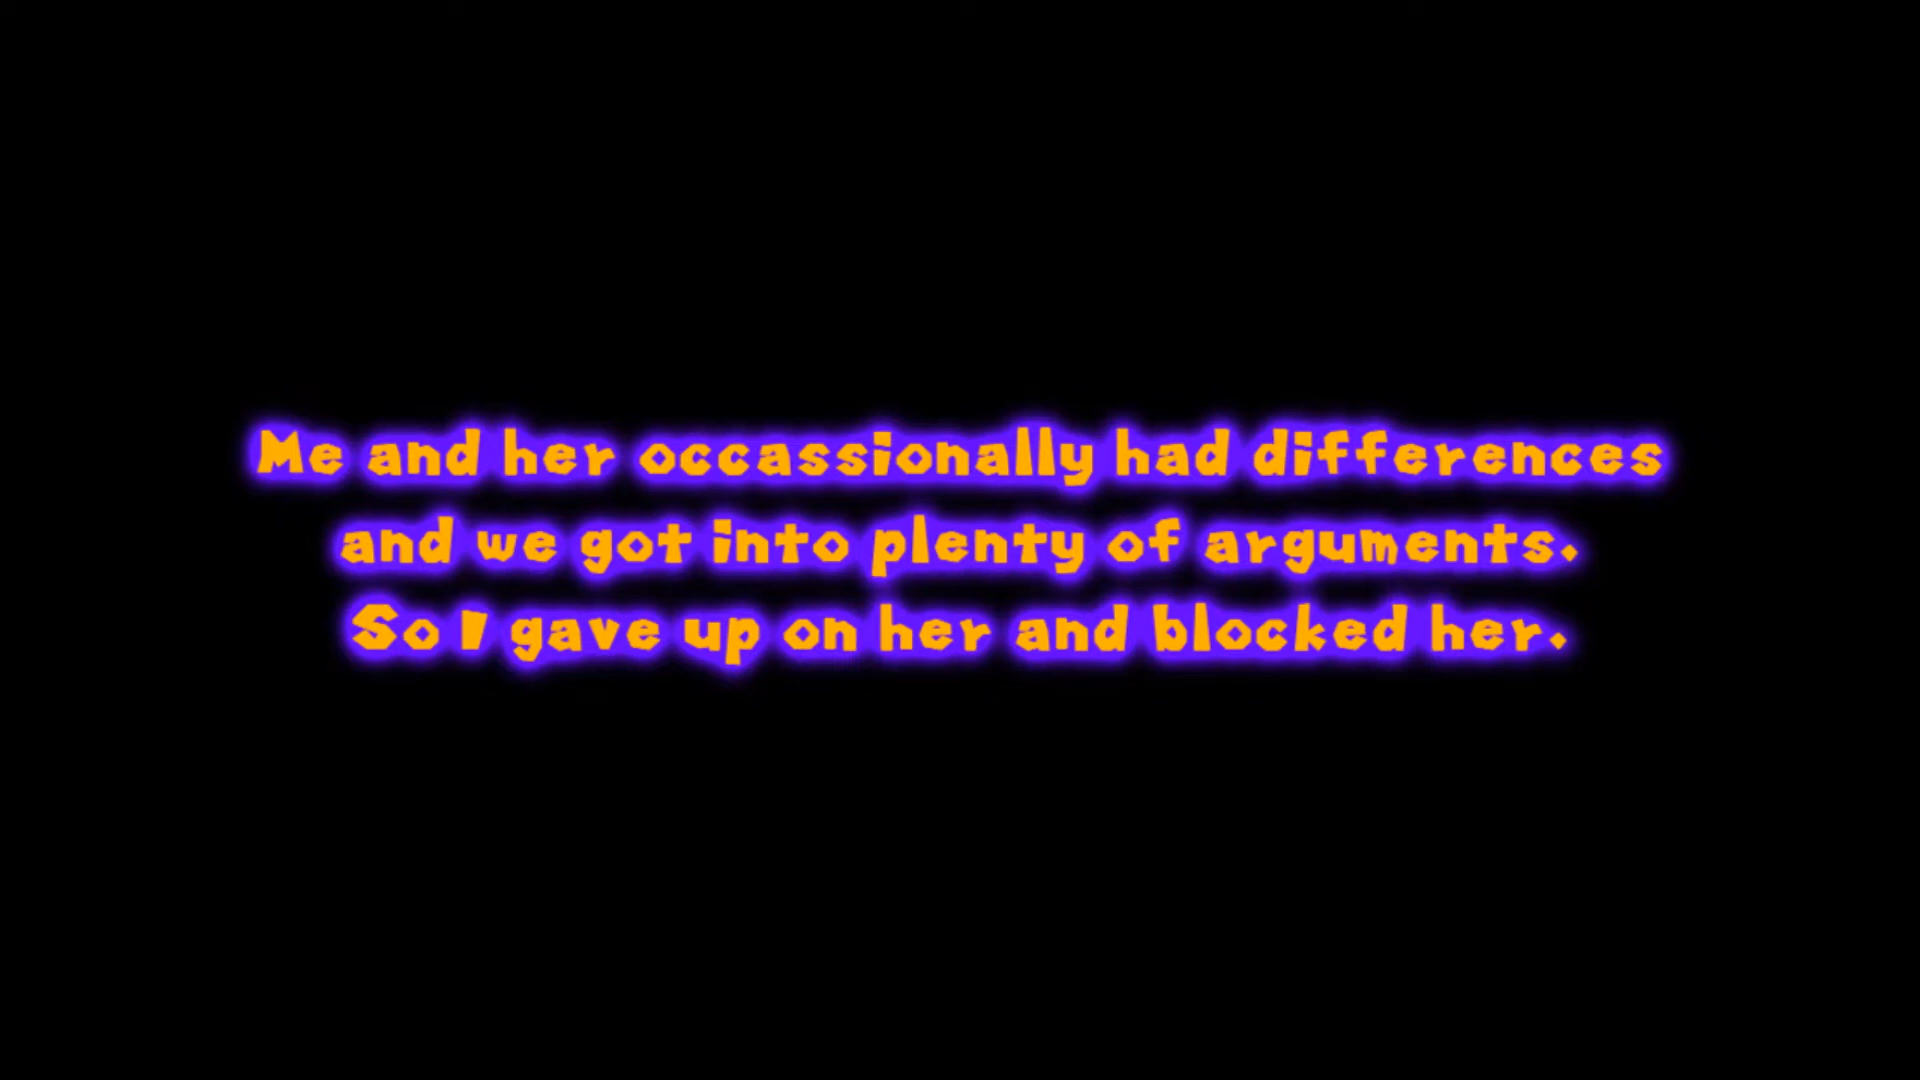 Me and her occassionally had differences
and we got into plenty of arguments.
So I gave up on her and blocked her.